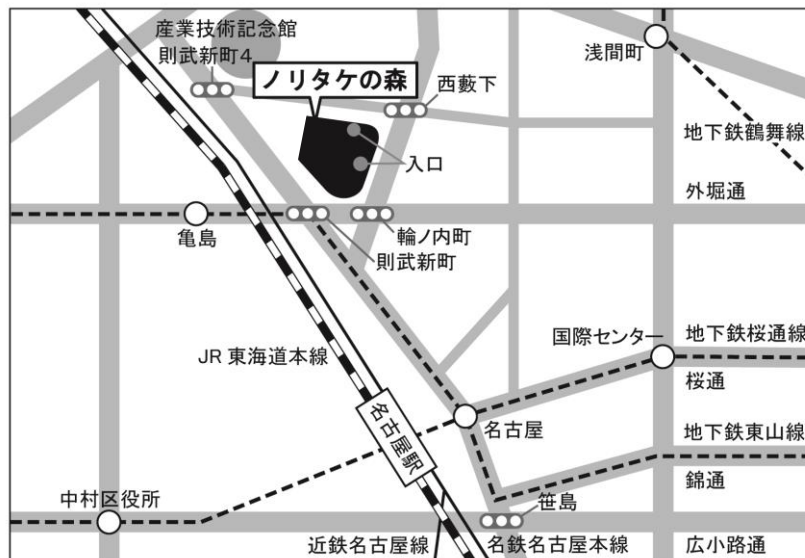 産業技術記念館
則武新町4
ノリタケの森
西藪下
浅間町
地下鉄鶴舞線
入口
外堀通
亀島
輪ノ内町
則武新町
JR東海道本線
国際センター
地下鉄桜通線
桜通
名古屋駅
名古屋
地下鉄東山線
錦通
中村区役所
笹島
近鉄名古屋線
名鉄名古屋本線
広小路通